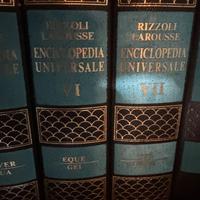 RIZZOLI
LAROUSSE
ENCICLOPEDIA
UNIVERSALE
VI
EQUE
GEI
RIZZOLI
LAROUSSE
ENCICLOPEDIA
UNIVERSALE
VII